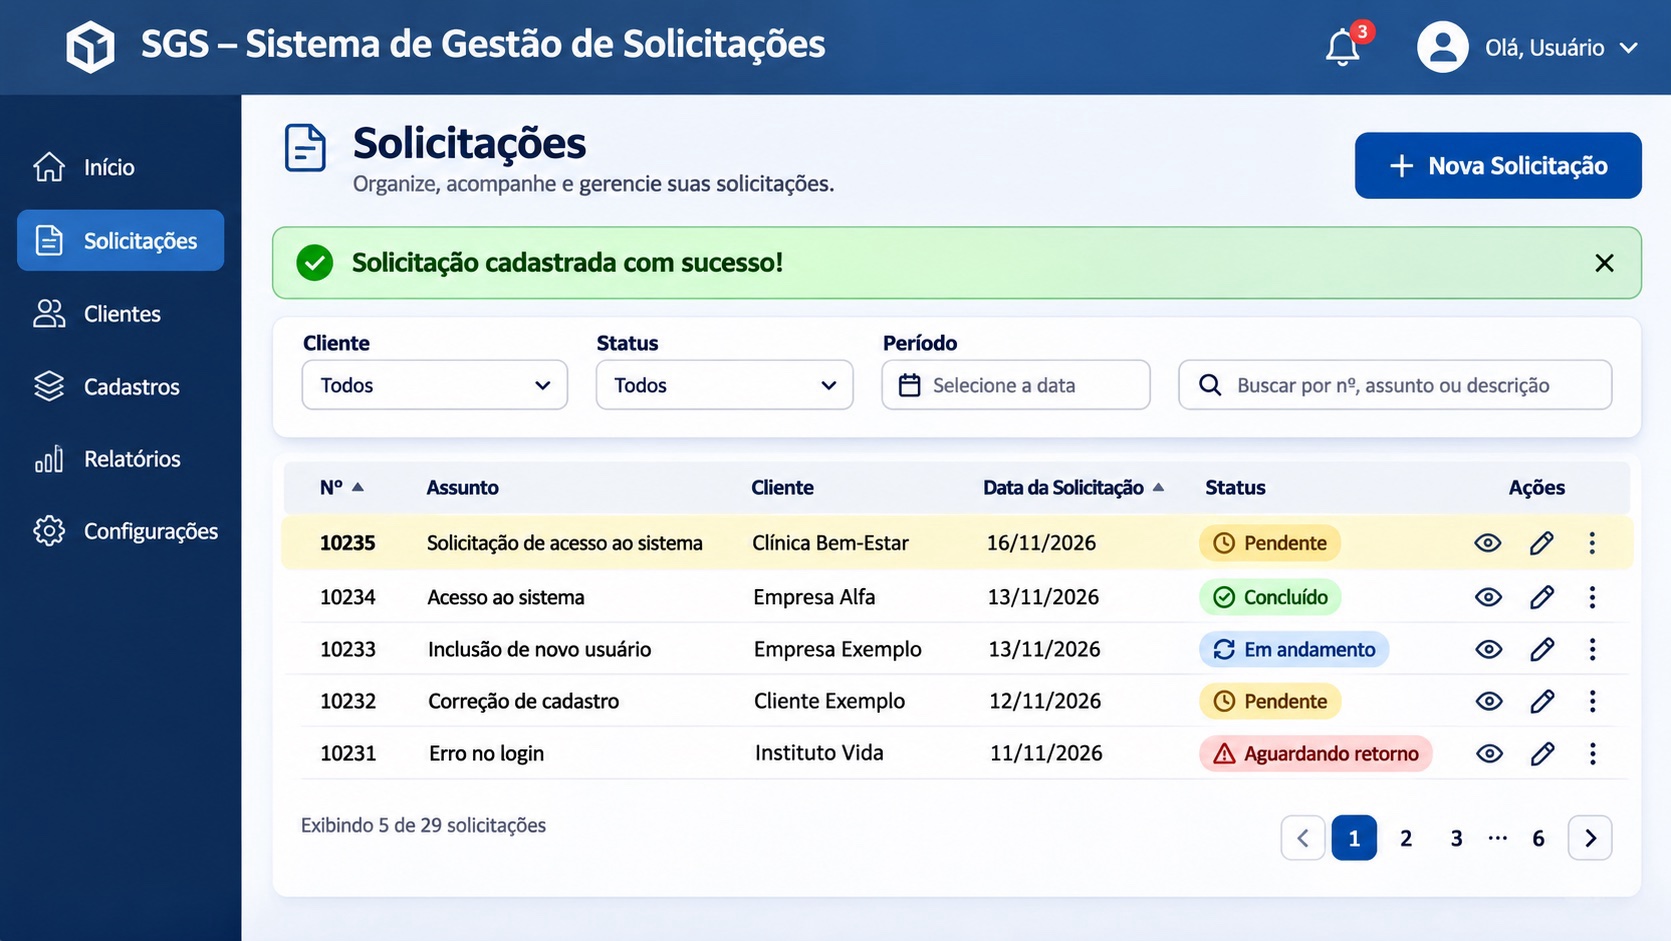 SGS – Sistema de Gestão de Solicitações
3
Olá, Usuário
Início
Solicitações
Clientes
Cadastros
Relatórios
Configurações
Solicitações
Organize, acompanhe e gerencie suas solicitações.
+ Nova Solicitação
Solicitação cadastrada com sucesso!
Cliente
Todos
Status
Todos
Período
Selecione a data
Buscar por nº, assunto ou descrição
Nº Assunto Cliente Data da Solicitação Status Ações
10235 Solicitação de acesso ao sistema Clínica Bem-Estar 16/11/2026 Pendente
10234 Acesso ao sistema Empresa Alfa 13/11/2026 Concluído
10233 Inclusão de novo usuário Empresa Exemplo 13/11/2026 Em andamento
10232 Correção de cadastro Cliente Exemplo 12/11/2026 Pendente
10231 Erro no login Instituto Vida 11/11/2026 Aguardando retorno
Exibindo 5 de 29 solicitações
1 2 3 ··· 6